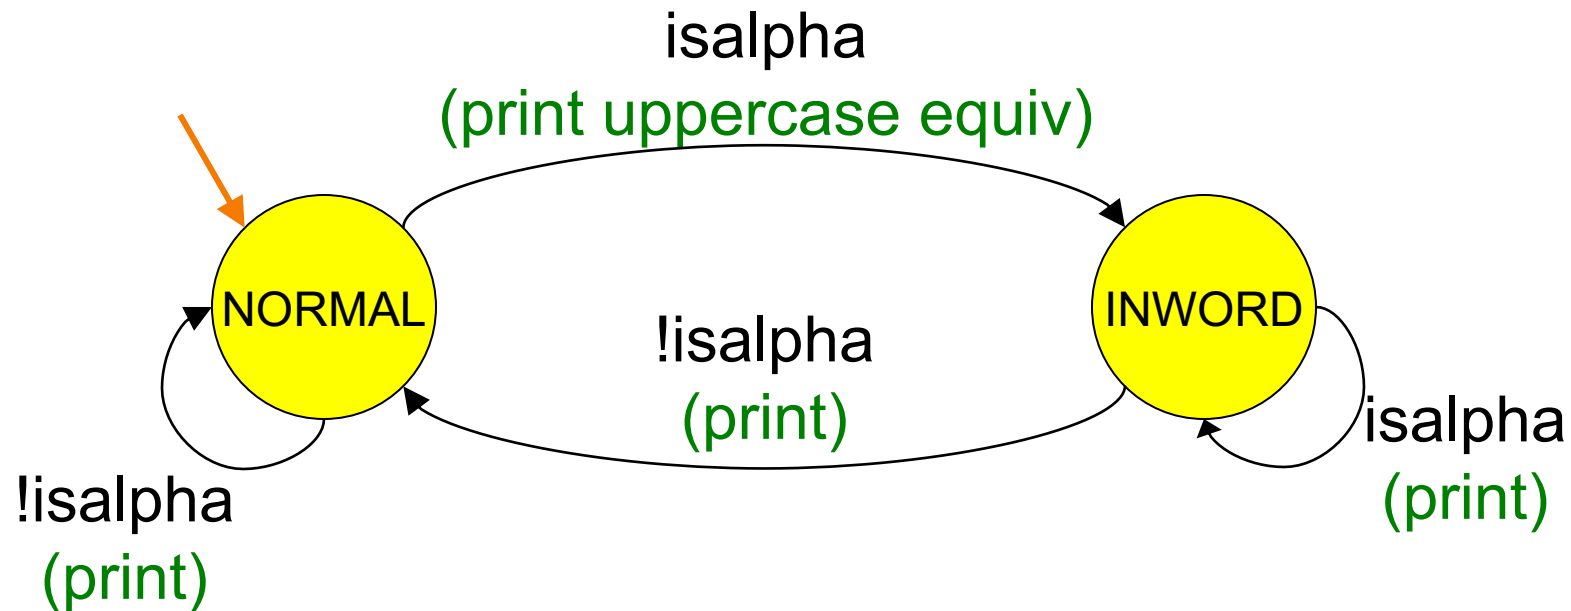 isalpha
(print uppercase equiv)
NORMAL
INWORD
!isalpha
(print)
isalpha
(print)
!isalpha
(print)